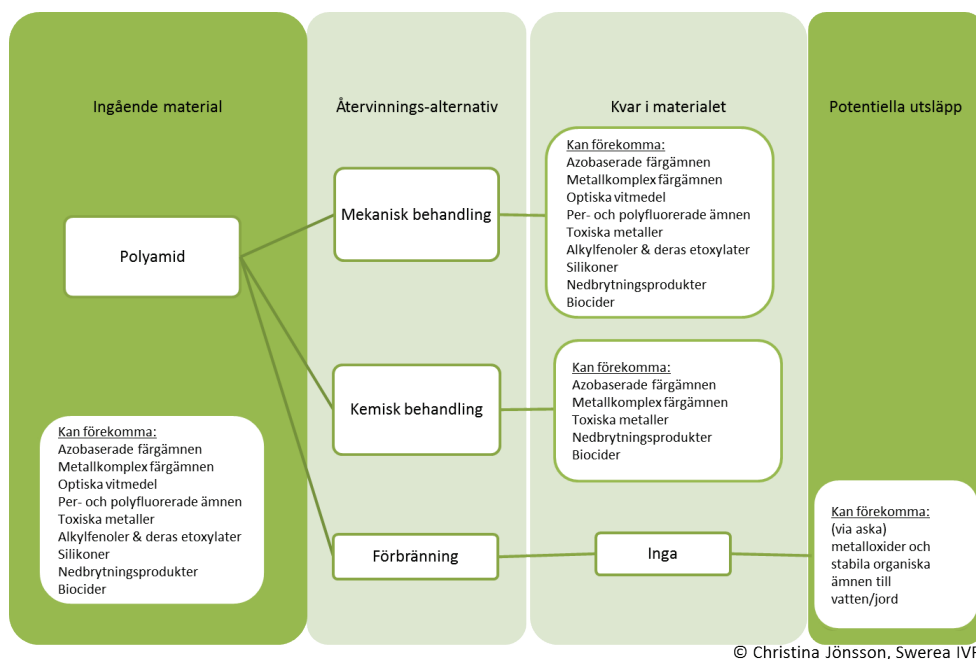 Ingående material
Återvinnings-alternativ
Kvar i materialet
Potentiella utsläpp
Polyamid
Kan förekomma:
Azobaserade färgämnen
Metallkomplex färgämnen
Optiska vitmedel
Per- och polyfluorerade ämnen
Toxiska metaller
Alkylfenoler & deras etoxylater
Silikoner
Nedbrytningsprodukter
Biocider
Mekanisk behandling
Kan förekomma:
Azobaserade färgämnen
Metallkomplex färgämnen
Optiska vitmedel
Per- och polyfluorerade ämnen
Toxiska metaller
Alkylfenoler & deras etoxylater
Silikoner
Nedbrytningsprodukter
Biocider
Kemisk behandling
Kan förekomma:
Azobaserade färgämnen
Metallkomplex färgämnen
Toxiska metaller
Nedbrytningsprodukter
Biocider
Förbränning
Inga
Kan förekomma:
(via aska)
metalloxider och
stabila organiska
ämnen till
vatten/jord
© Christina Jönsson, Swerea IVF